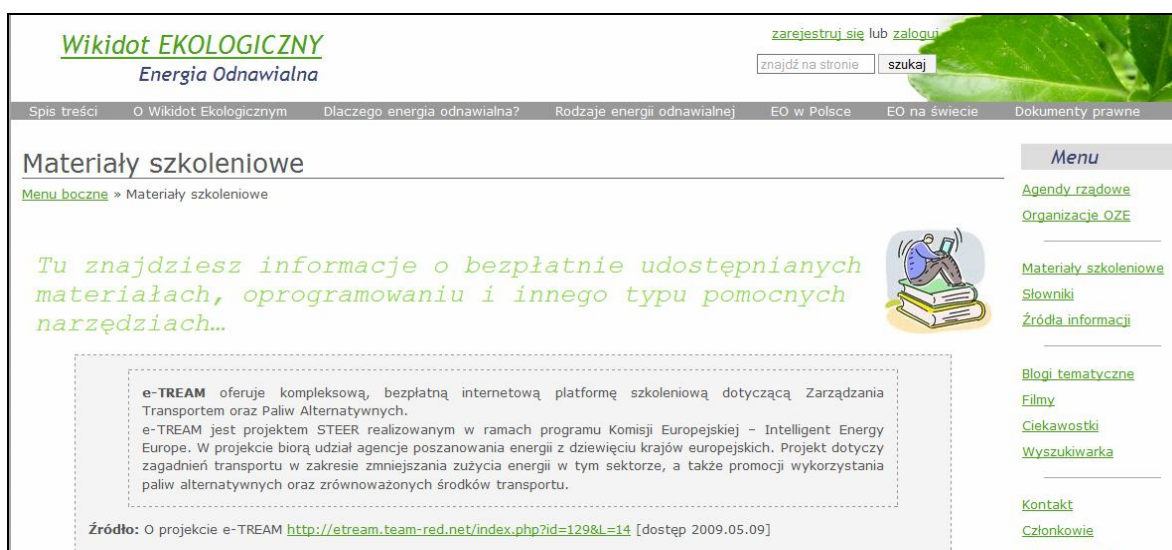 Wikidot EKOLOGICZNY
Energia Odnawialna
zarejestruj się lub zaloguj
znajdź na stronie szukaj
Spis treści O Wikidot Ekologicznym Dlaczego energia odnawialna? Rodzaje energii odnawialnej EO w Polsce EO na świecie Dokumenty prawne
Materiały szkoleniowe
Menu boczne » Materiały szkoleniowe
Tu znajdziesz informacje o bezpłatnie udostępnianych
materiałach, oprogramowaniu i innego typu pomocnych
narzędziach…
e-TREAM oferuje kompleksową, bezpłatną internetową platformę szkoleniową dotyczącą Zarządzania
Transportem oraz Paliw Alternatywnych.
e-TREAM jest projektem STEER realizowanym w ramach programu Komisji Europejskiej – Intelligent Energy
Europe. W projekcie biorą udział agencje poszanowania energii z dziewięciu krajów europejskich. Projekt dotyczy
zagadnień transportu w zakresie zmniejszania zużycia energii w tym sektorze, a także promocji wykorzystania
paliw alternatywnych oraz zrównoważonych środków transportu.
Źródło: O projekcie e-TREAM http://etream.team-red.net/index.php?id=129&L=14 [dostęp 2009.05.09]
Menu
Agendy rządowe
Organizacje OZE
Materiały szkoleniowe
Słowniki
Źródła informacji
Blogi tematyczne
Filmy
Ciekawostki
Wyszukiwarka
Kontakt
Członkowie